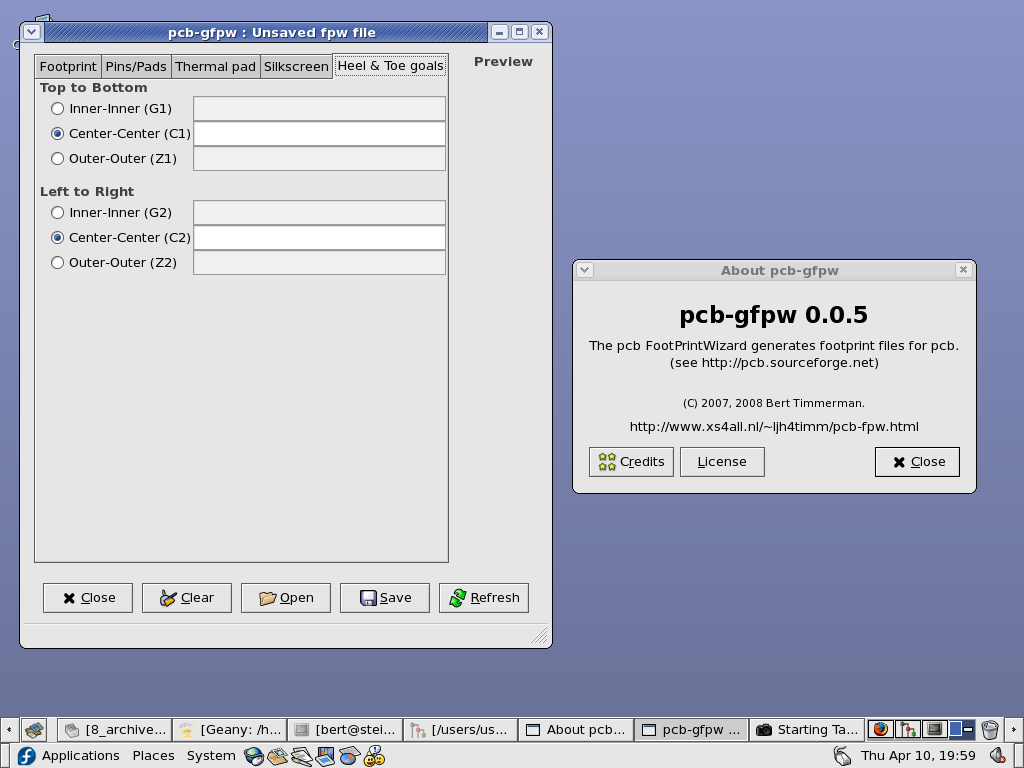 pcb-gfpw : Unsaved fpw file
Footprint Pins/Pads Thermal pad Silkscreen Heel & Toe goals
Preview
Top to Bottom
Inner-Inner (G1)
Center-Center (C1)
Outer-Outer (Z1)
Left to Right
Inner-Inner (G2)
Center-Center (C2)
Outer-Outer (Z2)
Close Clear Open Save Refresh
About pcb-gfpw
pcb-gfpw 0.0.5
The pcb FootPrintWizard generates footprint files for pcb.
(see http://pcb.sourceforge.net)
(C) 2007, 2008 Bert Timmerman.
http://www.xs4all.nl/~ljh4timm/pcb-fpw.html
Credits License Close
[8_archive... [Geany: /h... [bert@stei... [/users/us... About pcb... pcb-gfpw ... Starting Ta...
Applications Places System Thu Apr 10, 19:59